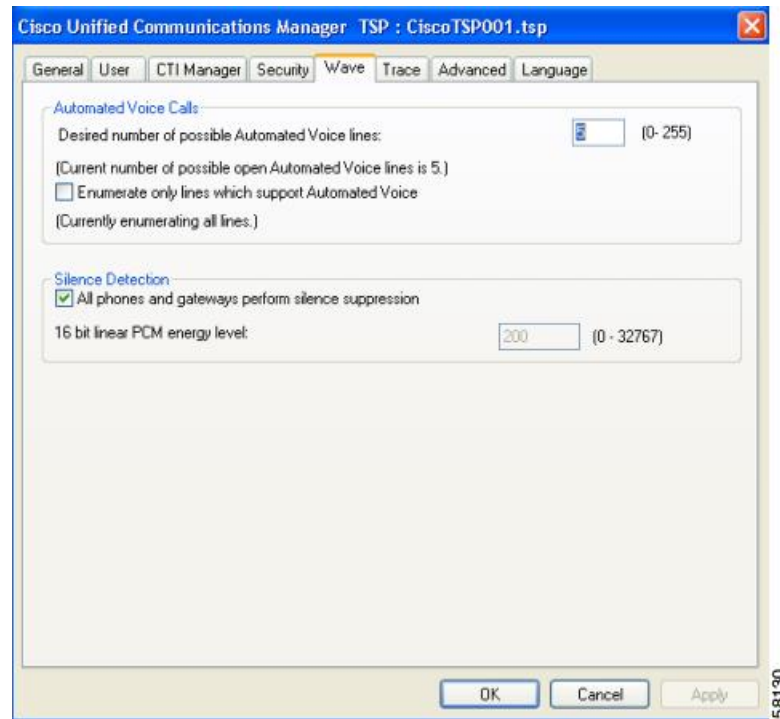 Cisco Unified Communications Manager TSP : CiscoTSP001.tsp
General User CTI Manager Security Wave Trace Advanced Language
Automated Voice Calls
Desired number of possible Automated Voice lines: 5 (0- 255)
(Current number of possible open Automated Voice lines is 5.)
Enumerate only lines which support Automated Voice
(Currently enumerating all lines.)
Silence Detection
All phones and gateways perform silence suppression
16 bit linear PCM energy level: 200 (0 - 32767)
OK Cancel Apply